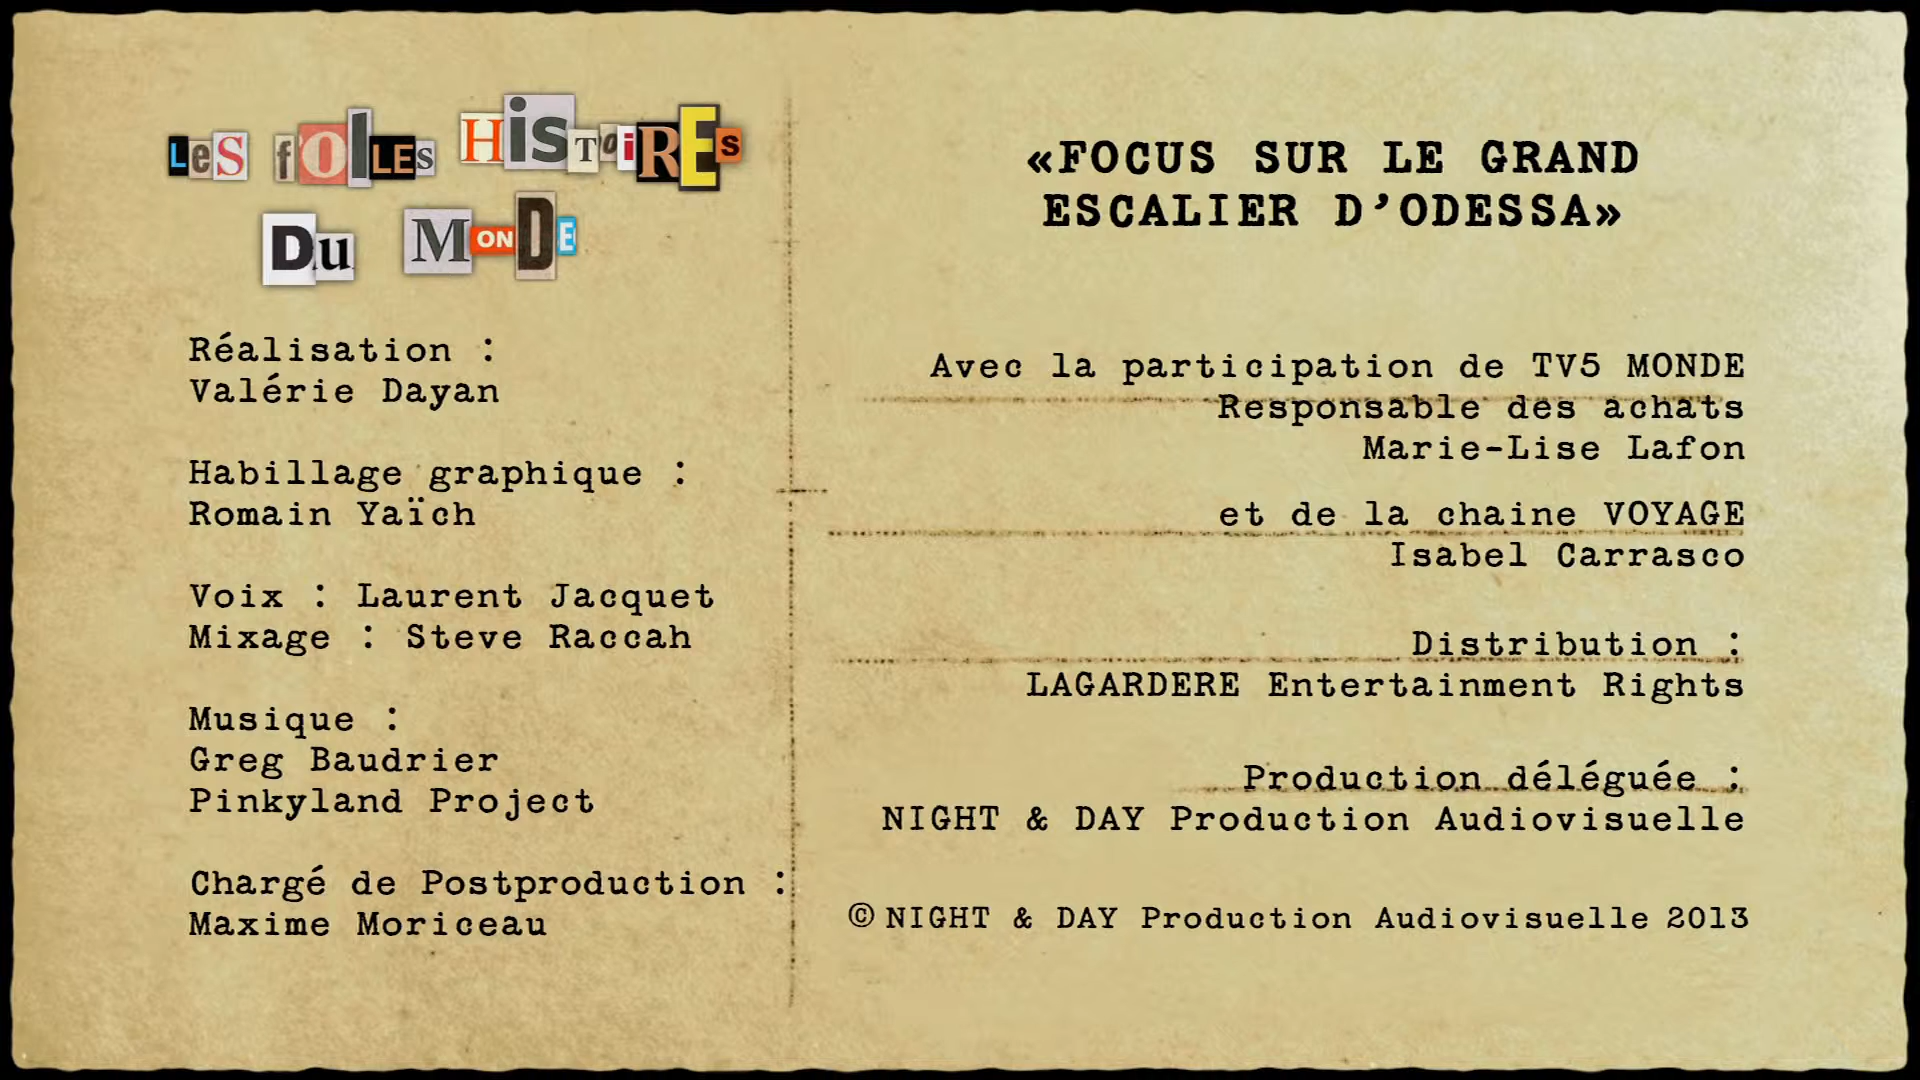 LeS folLEs HiSToiREs
Du MONDE
Réalisation :
Valérie Dayan
Habillage graphique :
Romain Yaïch
Voix : Laurent Jacquet
Mixage : Steve Raccah
Musique :
Greg Baudrier
Pinkyland Project
Chargé de Postproduction :
Maxime Moriceau
«FOCUS SUR LE GRAND
ESCALIER D’ODESSA»
Avec la participation de TV5 MONDE
Responsable des achats
Marie-Lise Lafon
et de la chaine VOYAGE
Isabel Carrasco
Distribution :
LAGARDERE Entertainment Rights
Production déléguée :
NIGHT & DAY Production Audiovisuelle
© NIGHT & DAY Production Audiovisuelle 2013